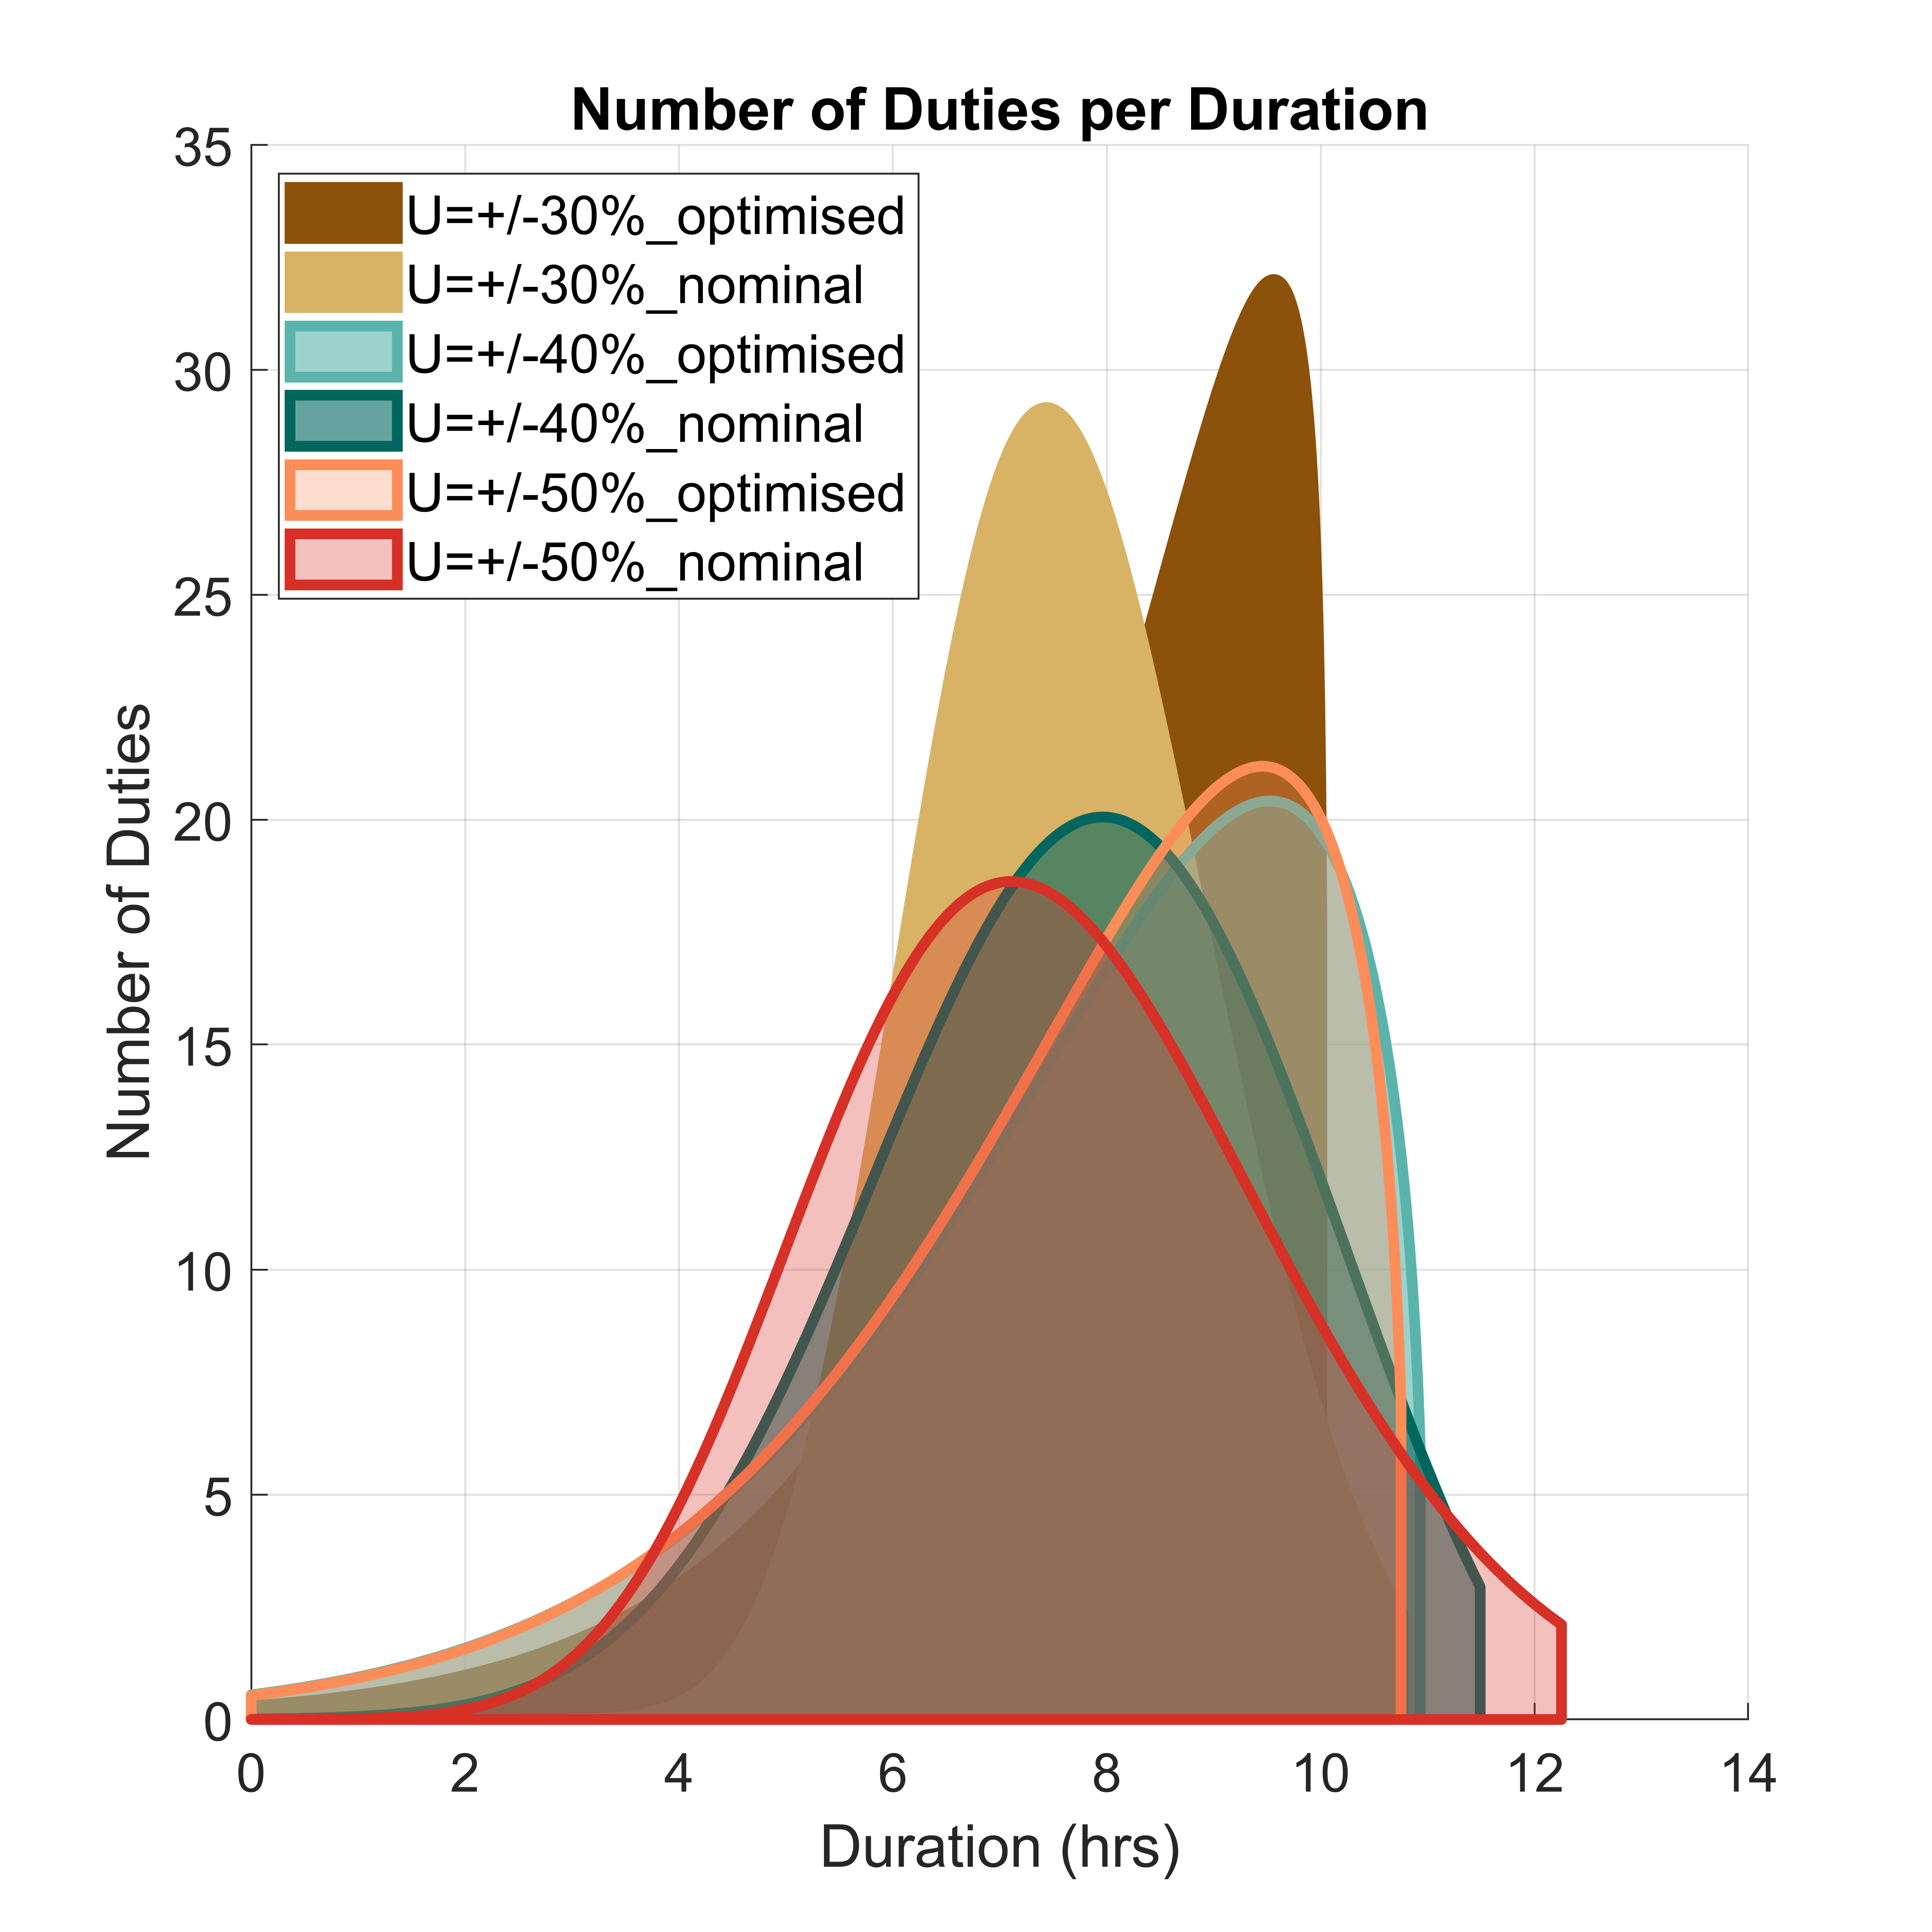 Number of Duties per Duration
35
30
25
20
15
10
5
0
Number of Duties
U=+/-30%_optimised
U=+/-30%_nominal
U=+/-40%_optimised
U=+/-40%_nominal
U=+/-50%_optimised
U=+/-50%_nominal
0 2 4 6 8 10 12 14
Duration (hrs)